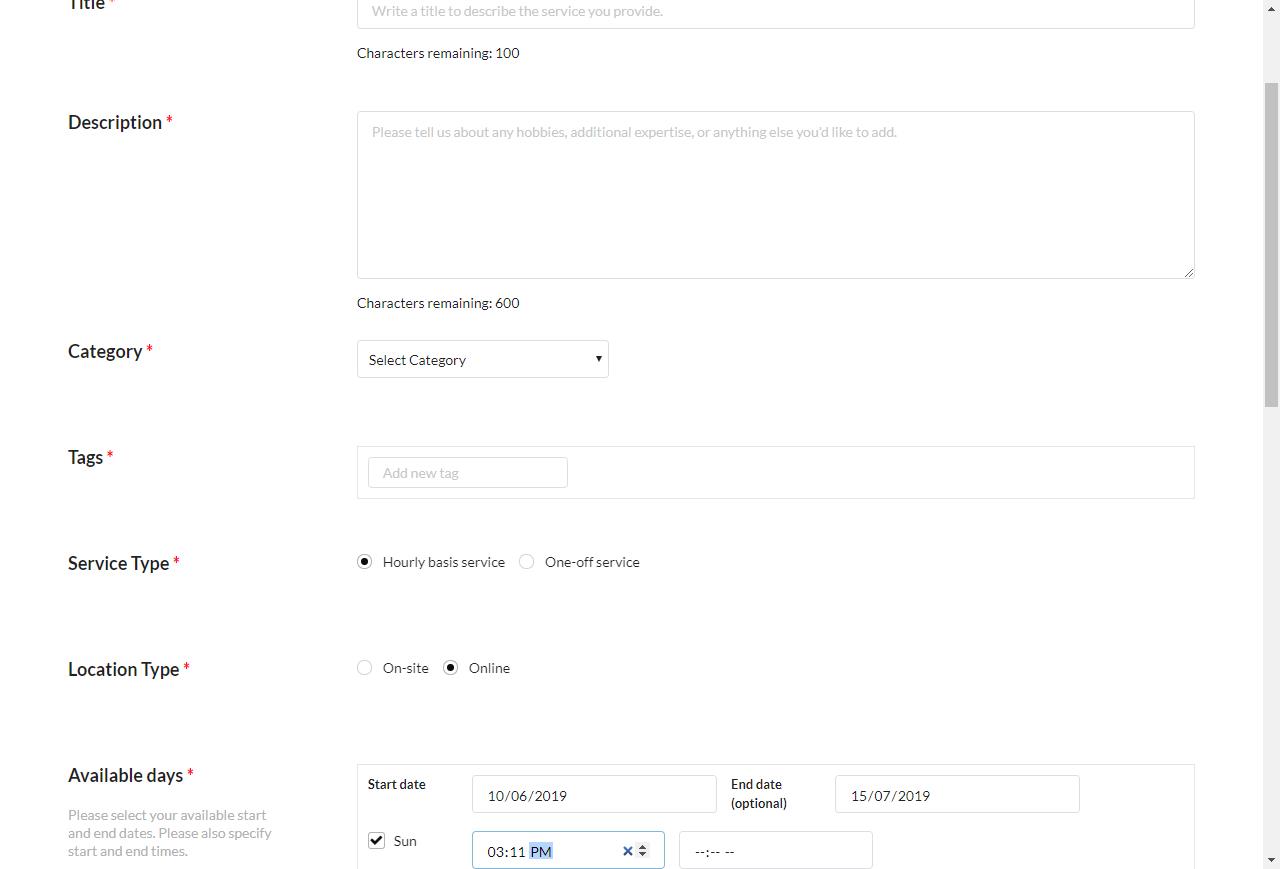 Title *
Write a title to describe the service you provide.
Characters remaining: 100
Description *
Please tell us about any hobbies, additional expertise, or anything else you'd like to add.
Characters remaining: 600
Category *
Select Category
Tags *
Add new tag
Service Type *
Hourly basis service One-off service
Location Type *
On-site Online
Available days *
Please select your available start
and end dates. Please also specify
start and end times.
Start date 10/06/2019 End date
(optional) 15/07/2019
Sun 03:11 PM --:-- --